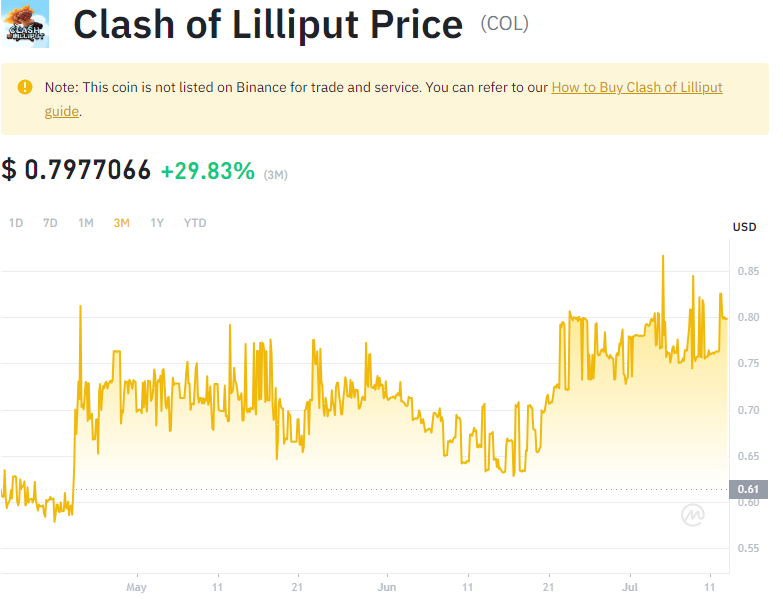 CLASH
LILLIPUT
Clash of Lilliput Price (COL)
Note: This coin is not listed on Binance for trade and service. You can refer to our How to Buy Clash of Lilliput
guide.
$ 0.7977066 +29.83% (3M)
1D 7D 1M 3M 1Y YTD
USD
0.85
0.80
0.75
0.70
0.65
0.61
0.60
0.55
May 11 21 Jun 11 21 Jul 11